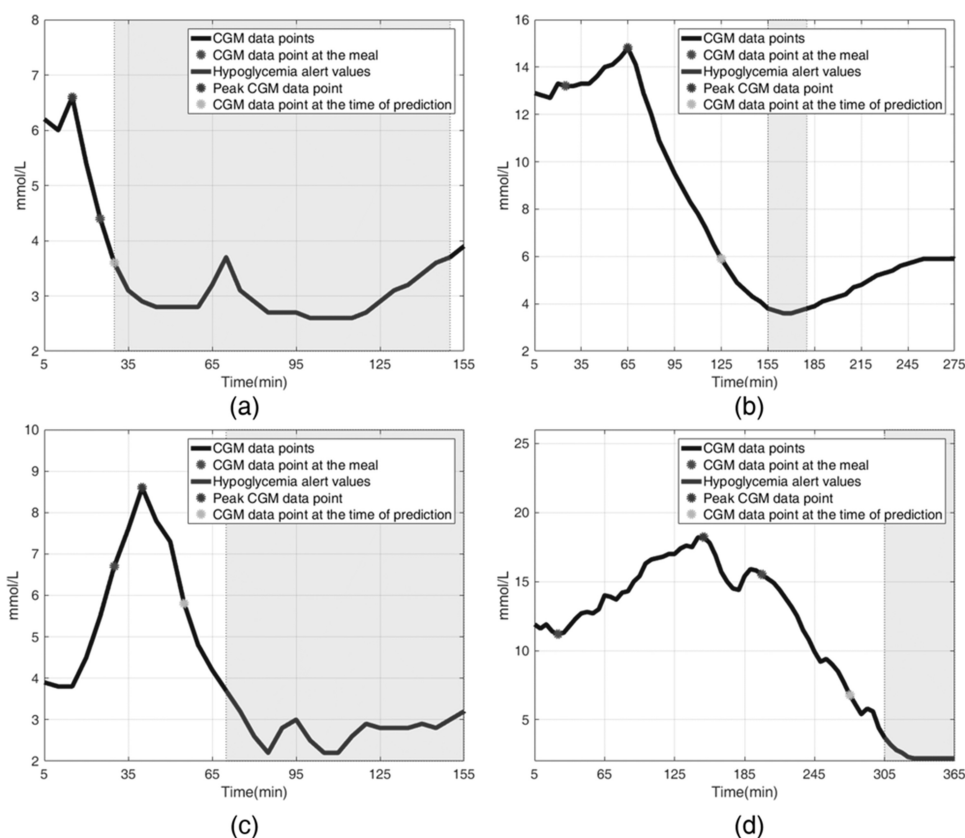 8
7
6
5
4
3
2
mmol/L
CGM data points
CGM data point at the meal
Hypoglycemia alert values
Peak CGM data point
CGM data point at the time of prediction
5 35 65 95 125 155
Time(min)
(a)
16
14
12
10
8
6
4
2
mmol/L
CGM data points
CGM data point at the meal
Hypoglycemia alert values
Peak CGM data point
CGM data point at the time of prediction
5 35 65 95 125 155 185 215 245 275
Time(min)
(b)
10
9
8
7
6
5
4
3
2
mmol/L
CGM data points
CGM data point at the meal
Hypoglycemia alert values
Peak CGM data point
CGM data point at the time of prediction
5 35 65 95 125 155
Time(min)
(c)
25
20
15
10
5
mmol/L
CGM data points
CGM data point at the meal
Hypoglycemia alert values
Peak CGM data point
CGM data point at the time of prediction
5 65 125 185 245 305 365
Time(min)
(d)